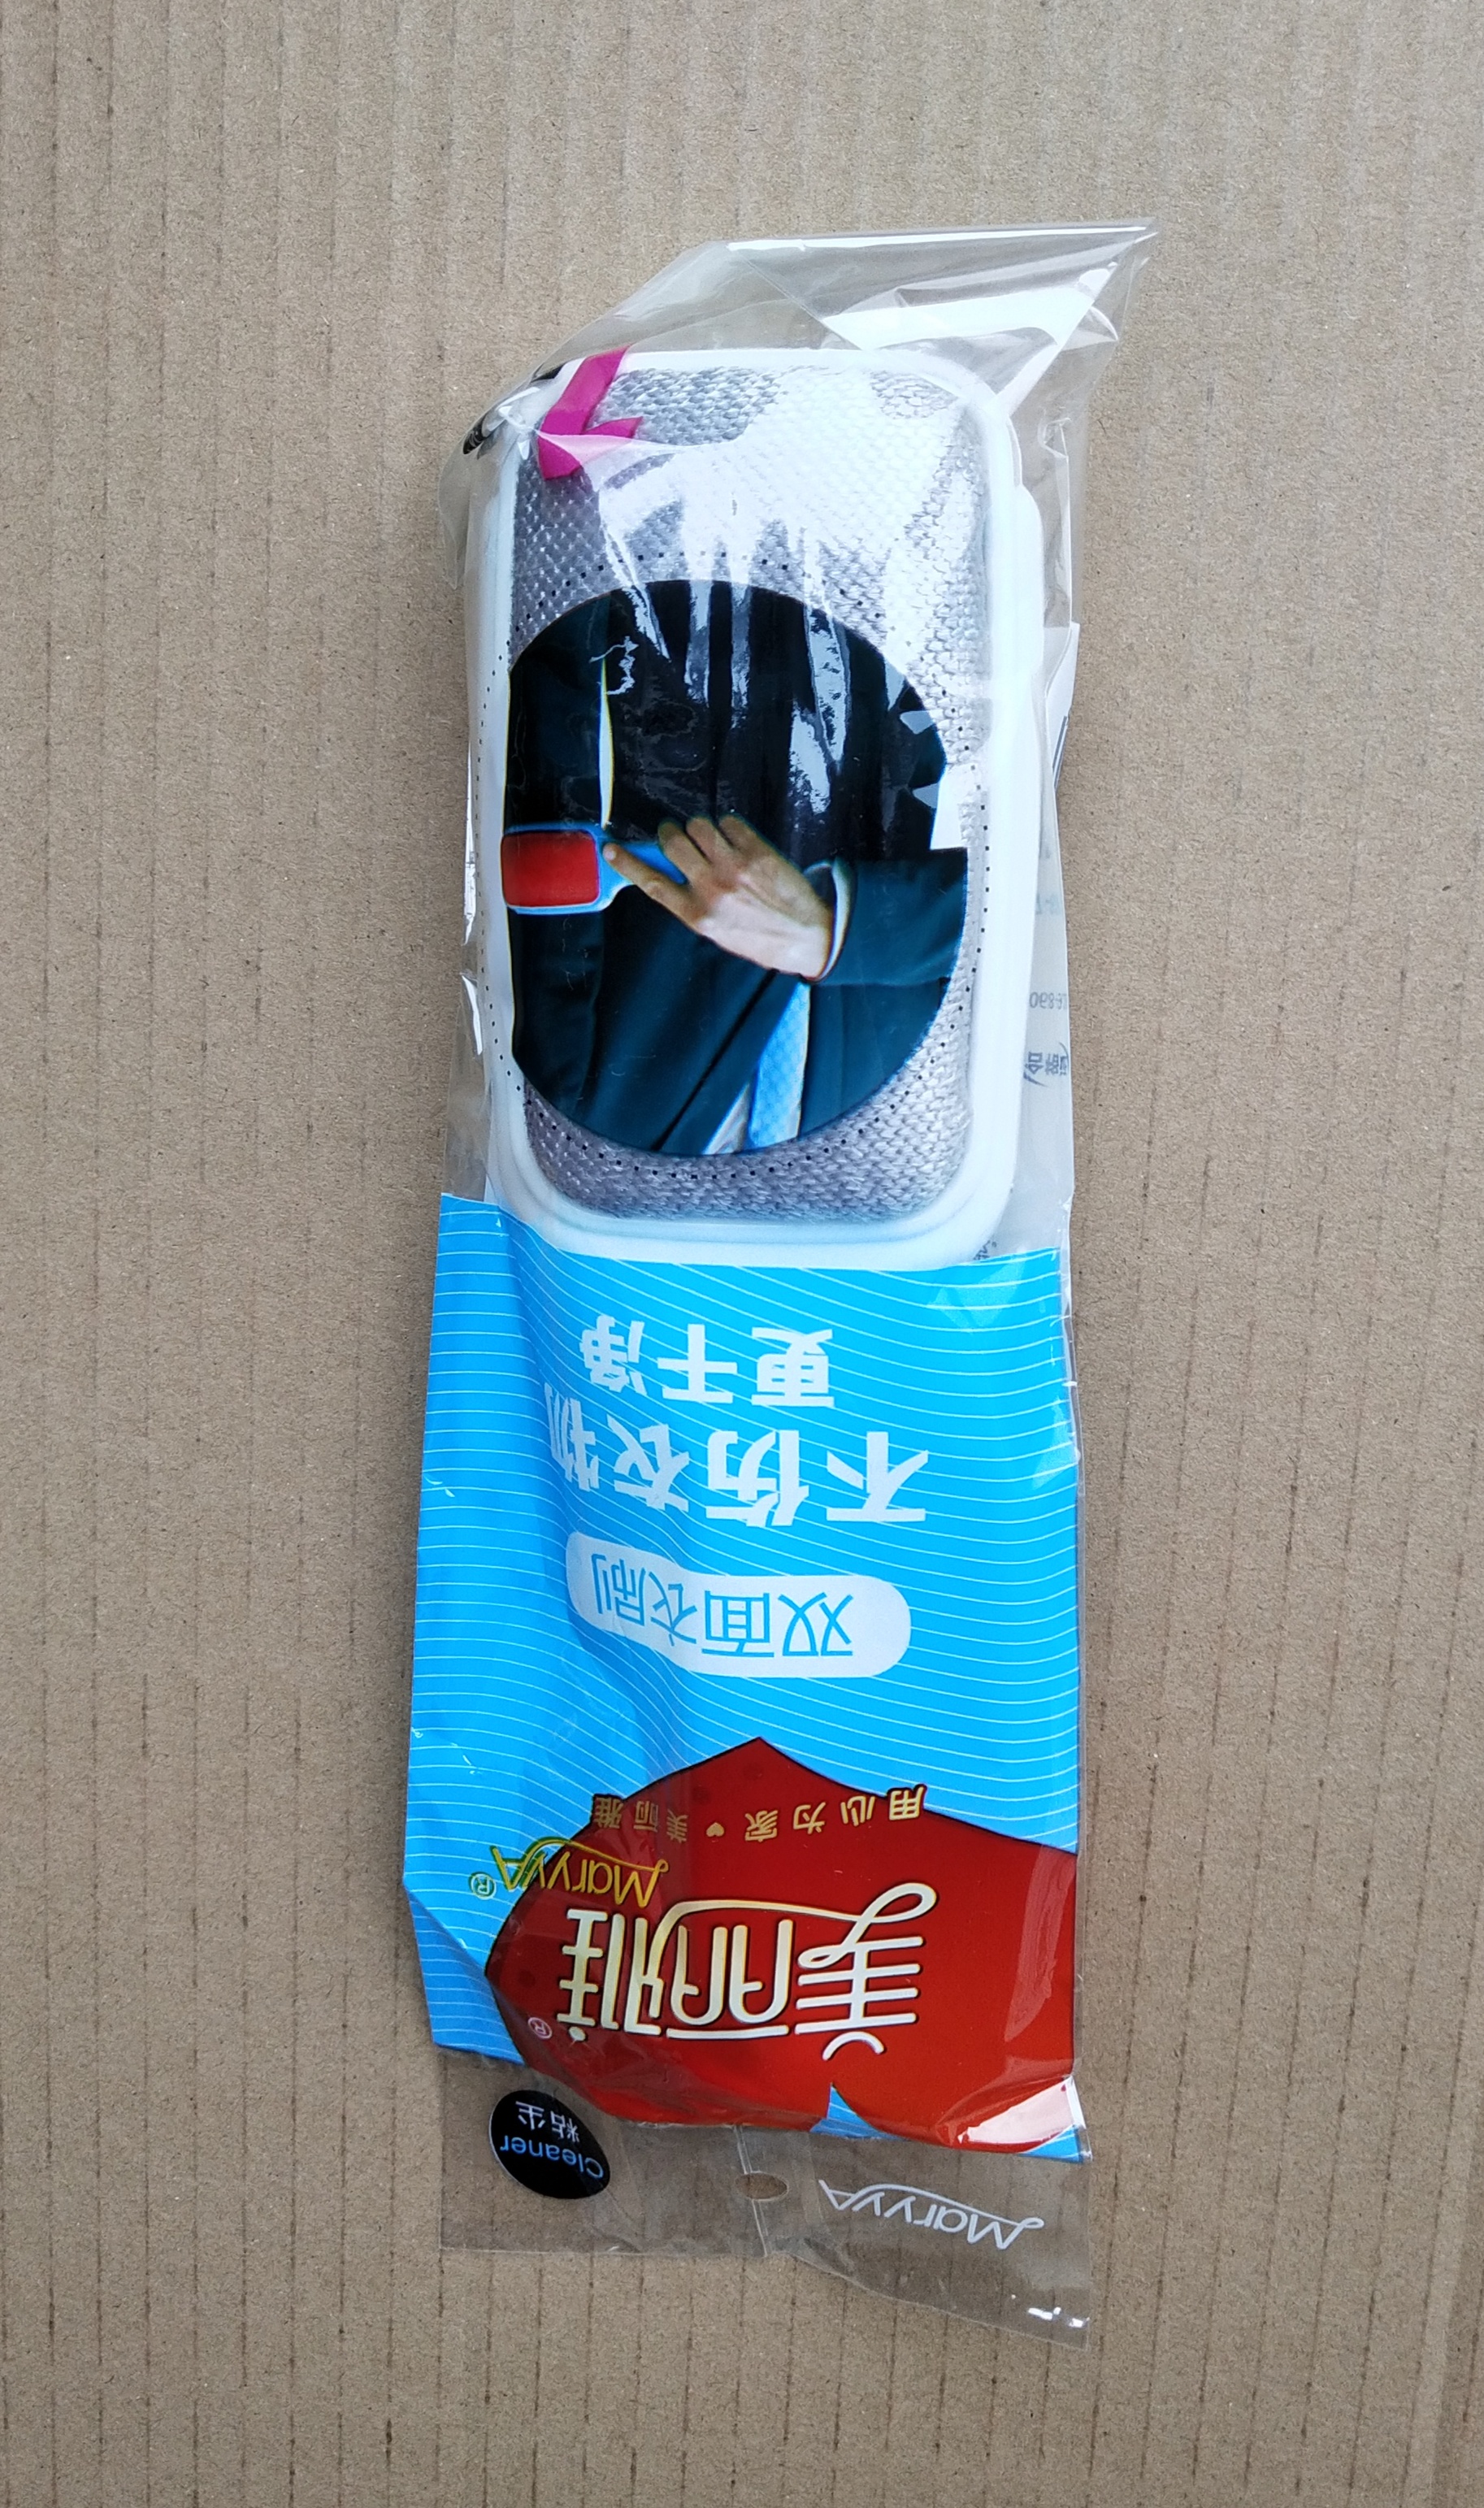 MaryyA
Cleaner
粘尘
美丽雅®
MaryyA®
用心为家♥美丽雅
双面衣刷
不伤衣物
更干净